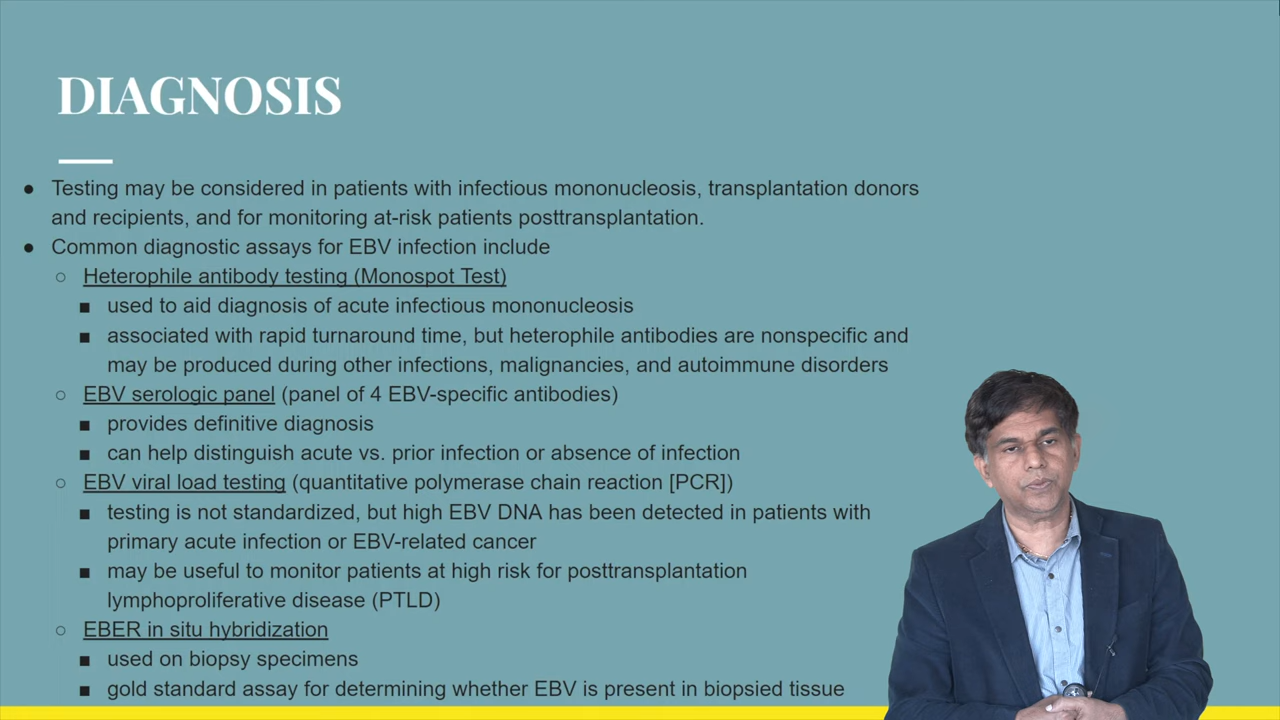 DIAGNOSIS
● Testing may be considered in patients with infectious mononucleosis, transplantation donors
and recipients, and for monitoring at-risk patients posttransplantation.
● Common diagnostic assays for EBV infection include
○ Heterophile antibody testing (Monospot Test)
■ used to aid diagnosis of acute infectious mononucleosis
■ associated with rapid turnaround time, but heterophile antibodies are nonspecific and
may be produced during other infections, malignancies, and autoimmune disorders
○ EBV serologic panel (panel of 4 EBV-specific antibodies)
■ provides definitive diagnosis
■ can help distinguish acute vs. prior infection or absence of infection
○ EBV viral load testing (quantitative polymerase chain reaction [PCR])
■ testing is not standardized, but high EBV DNA has been detected in patients with
primary acute infection or EBV-related cancer
■ may be useful to monitor patients at high risk for posttransplantation
lymphoproliferative disease (PTLD)
○ EBER in situ hybridization
■ used on biopsy specimens
■ gold standard assay for determining whether EBV is present in biopsied tissue